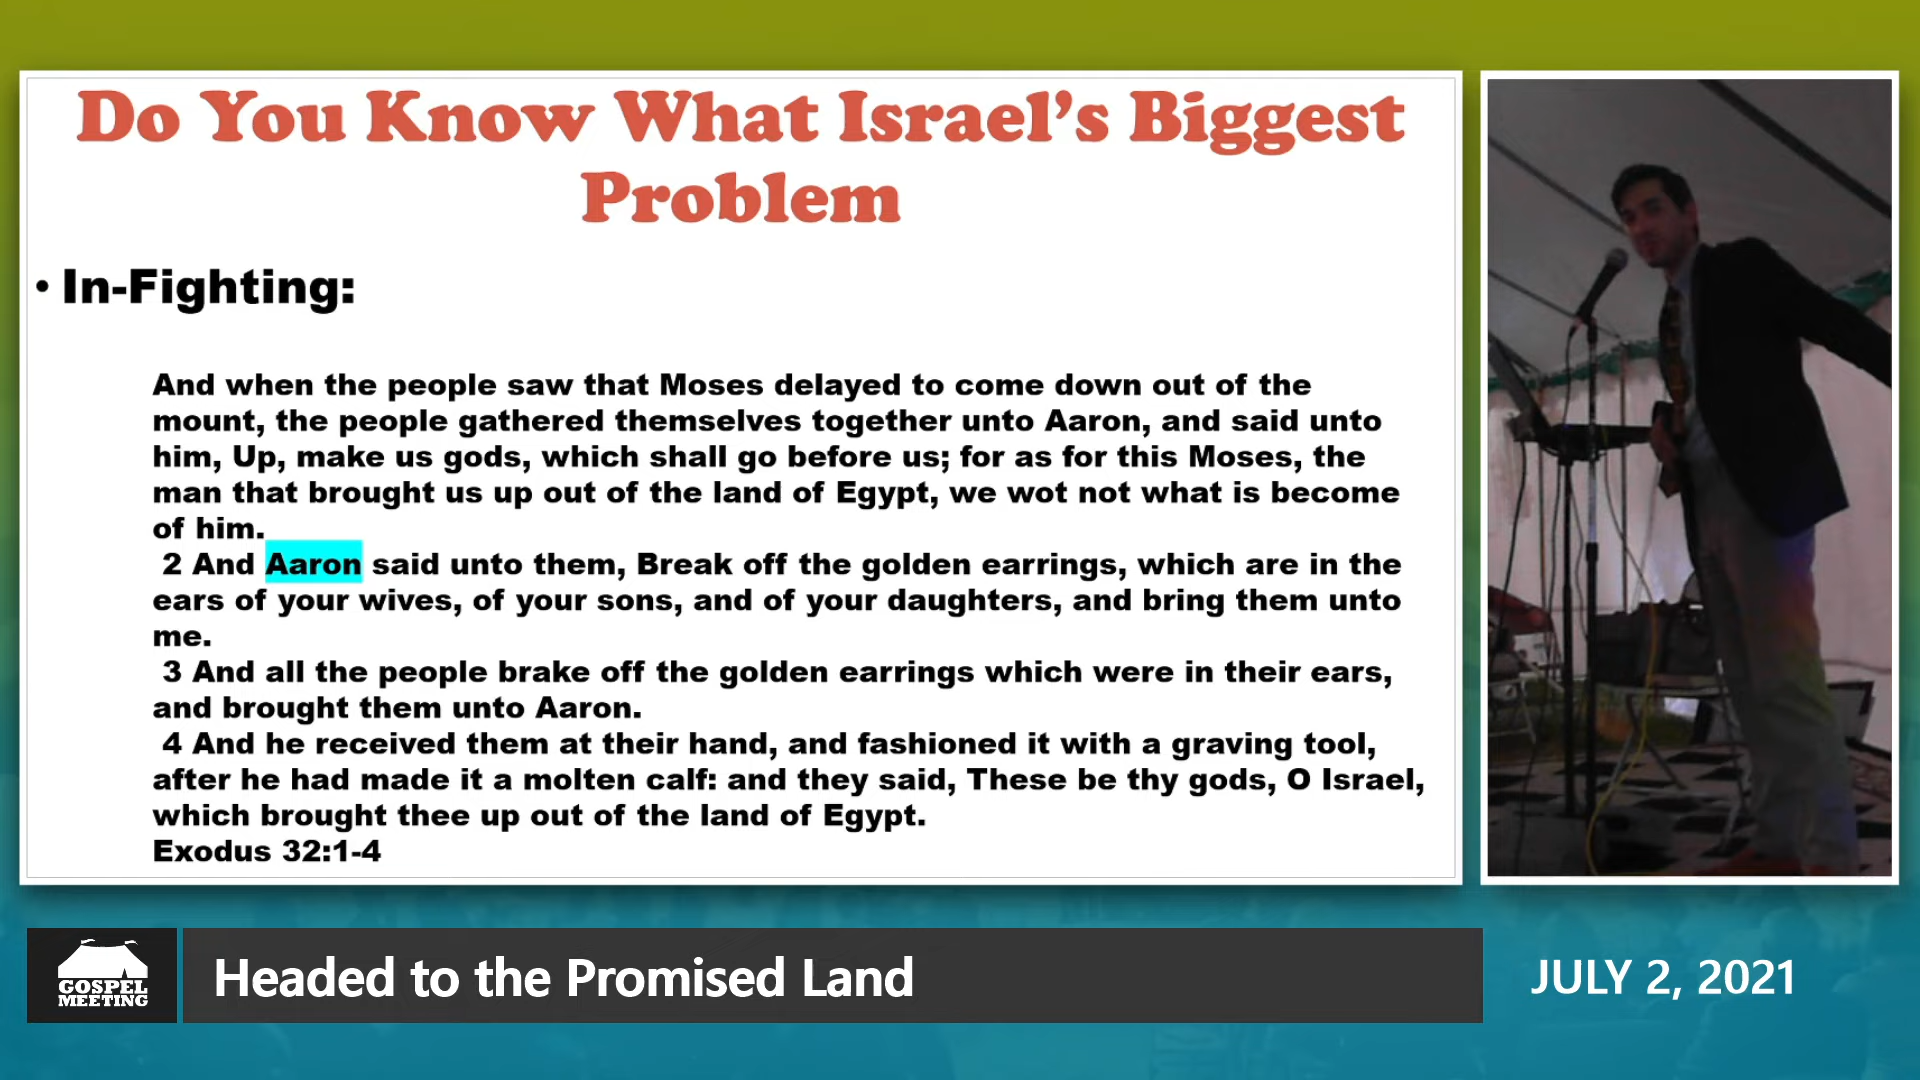 Do You Know What Israel's Biggest
Problem
• In-Fighting:
And when the people saw that Moses delayed to come down out of the
mount, the people gathered themselves together unto Aaron, and said unto
him, Up, make us gods, which shall go before us; for as for this Moses, the
man that brought us up out of the land of Egypt, we wot not what is become
of him.
2 And Aaron said unto them, Break off the golden earrings, which are in the
ears of your wives, of your sons, and of your daughters, and bring them unto
me.
3 And all the people brake off the golden earrings which were in their ears,
and brought them unto Aaron.
4 And he received them at their hand, and fashioned it with a graving tool,
after he had made it a molten calf: and they said, These be thy gods, O Israel,
which brought thee up out of the land of Egypt.
Exodus 32:1-4
GOSPEL
MEETING
Headed to the Promised Land
JULY 2, 2021